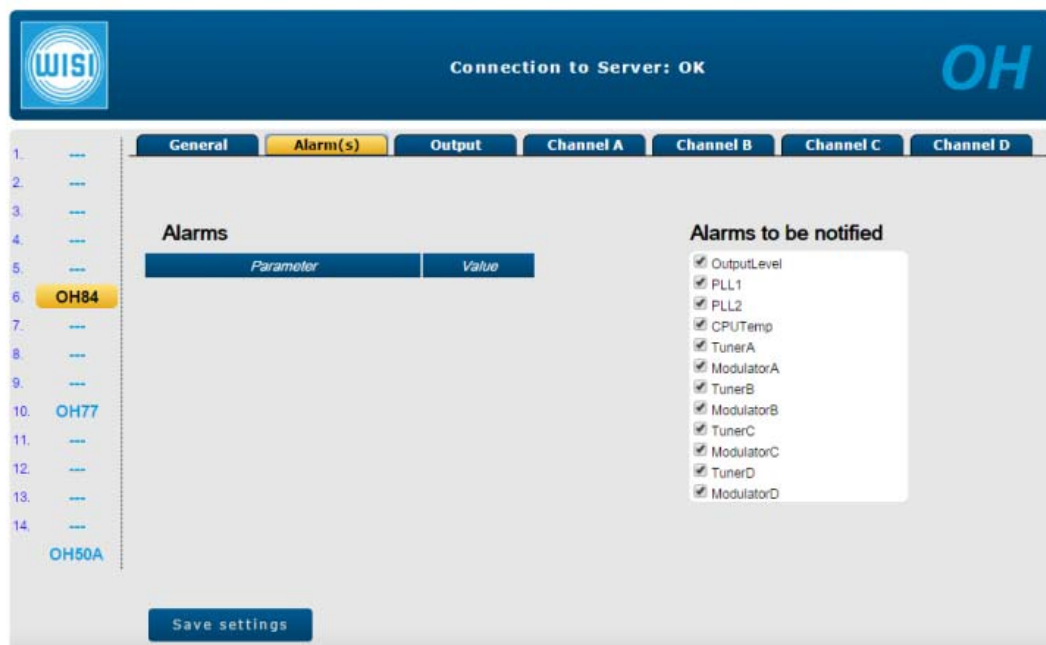 WISI
Connection to Server: OK
OH
General Alarm(s) Output Channel A Channel B Channel C Channel D
1. ---
2. ---
3. ---
4. ---
5. ---
6. OH84
7. ---
8. ---
9. ---
10. OH77
11. ---
12. ---
13. ---
14. ---
OH50A
Alarms
Parameter Value
Alarms to be notified
OutputLevel
PLL1
PLL2
CPUTemp
TunerA
ModulatorA
TunerB
ModulatorB
TunerC
ModulatorC
TunerD
ModulatorD
Save settings